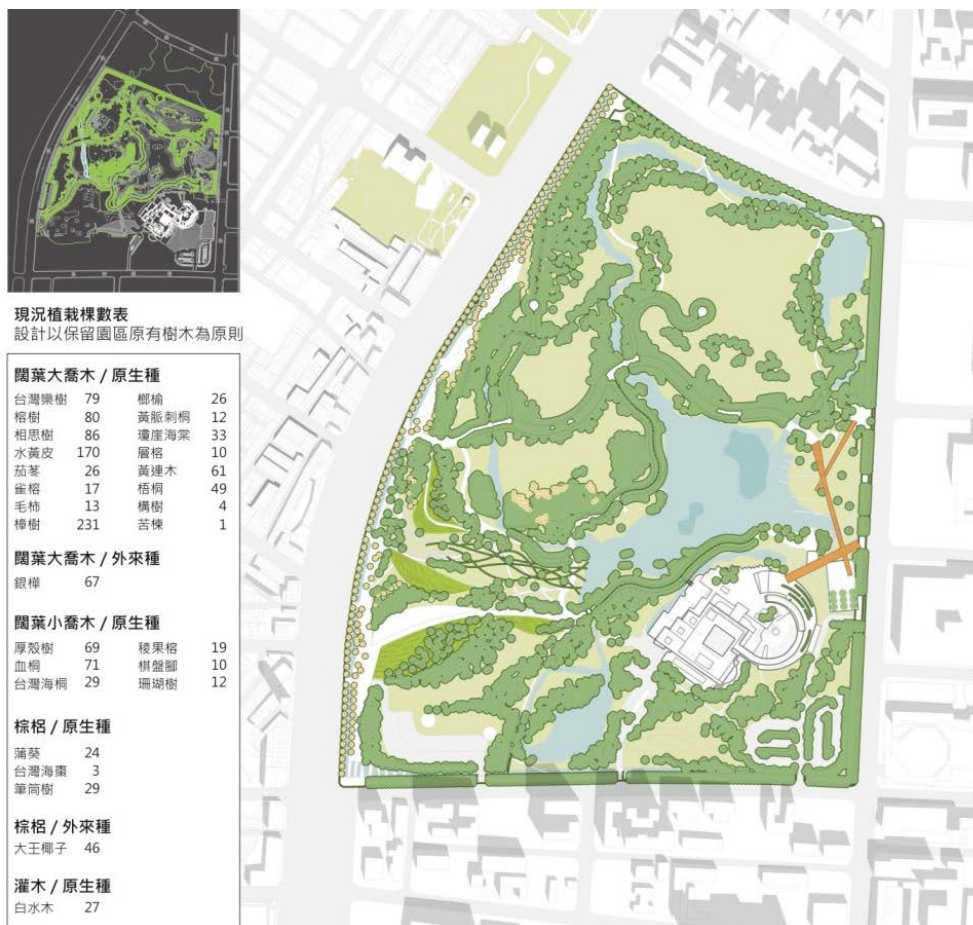 現況植栽棵數表
設計以保留園區原有樹木為原則
闊葉大喬木 / 原生種
台灣欒樹 79 榔榆 26
榕樹 80 黃脈刺桐 12
相思樹 86 瓊崖海棠 33
水黃皮 170 層榕 10
茄苳 26 黃連木 61
雀榕 17 梧桐 49
毛柿 13 構樹 4
樟樹 231 苦楝 1
闊葉大喬木 / 外來種
銀樺 67
闊葉小喬木 / 原生種
厚殼樹 69 稜果榕 19
血桐 71 棋盤腳 10
台灣海桐 29 珊瑚樹 12
棕梠 / 原生種
蒲葵 24
台灣海棗 3
筆筒樹 29
棕梠 / 外來種
大王椰子 46
灌木 / 原生種
白水木 27